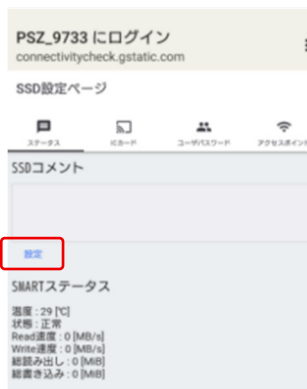 PSZ_9733 にログイン
connectivitycheck.gstatic.com
SSD設定ページ
ステータス ICカード ユーザパスワード アクセスポイント
SSDコメント
設定
SMARTステータス
温度 : 29 [℃]
状態 : 正常
Read速度 : 0 [MB/s]
Write速度 : 0 [MB/s]
総読み出し : 0 [MiB]
総書き込み : 0 [MiB]